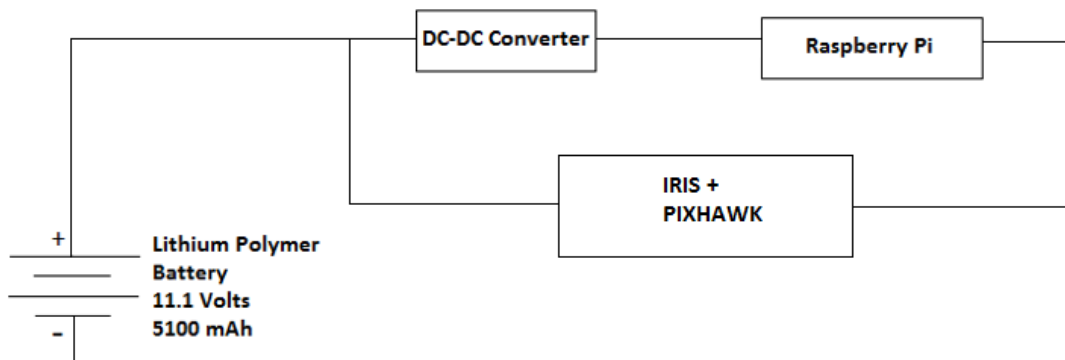 DC-DC Converter
Raspberry Pi
IRIS +
PIXHAWK
+
Lithium Polymer
Battery
11.1 Volts
5100 mAh
-